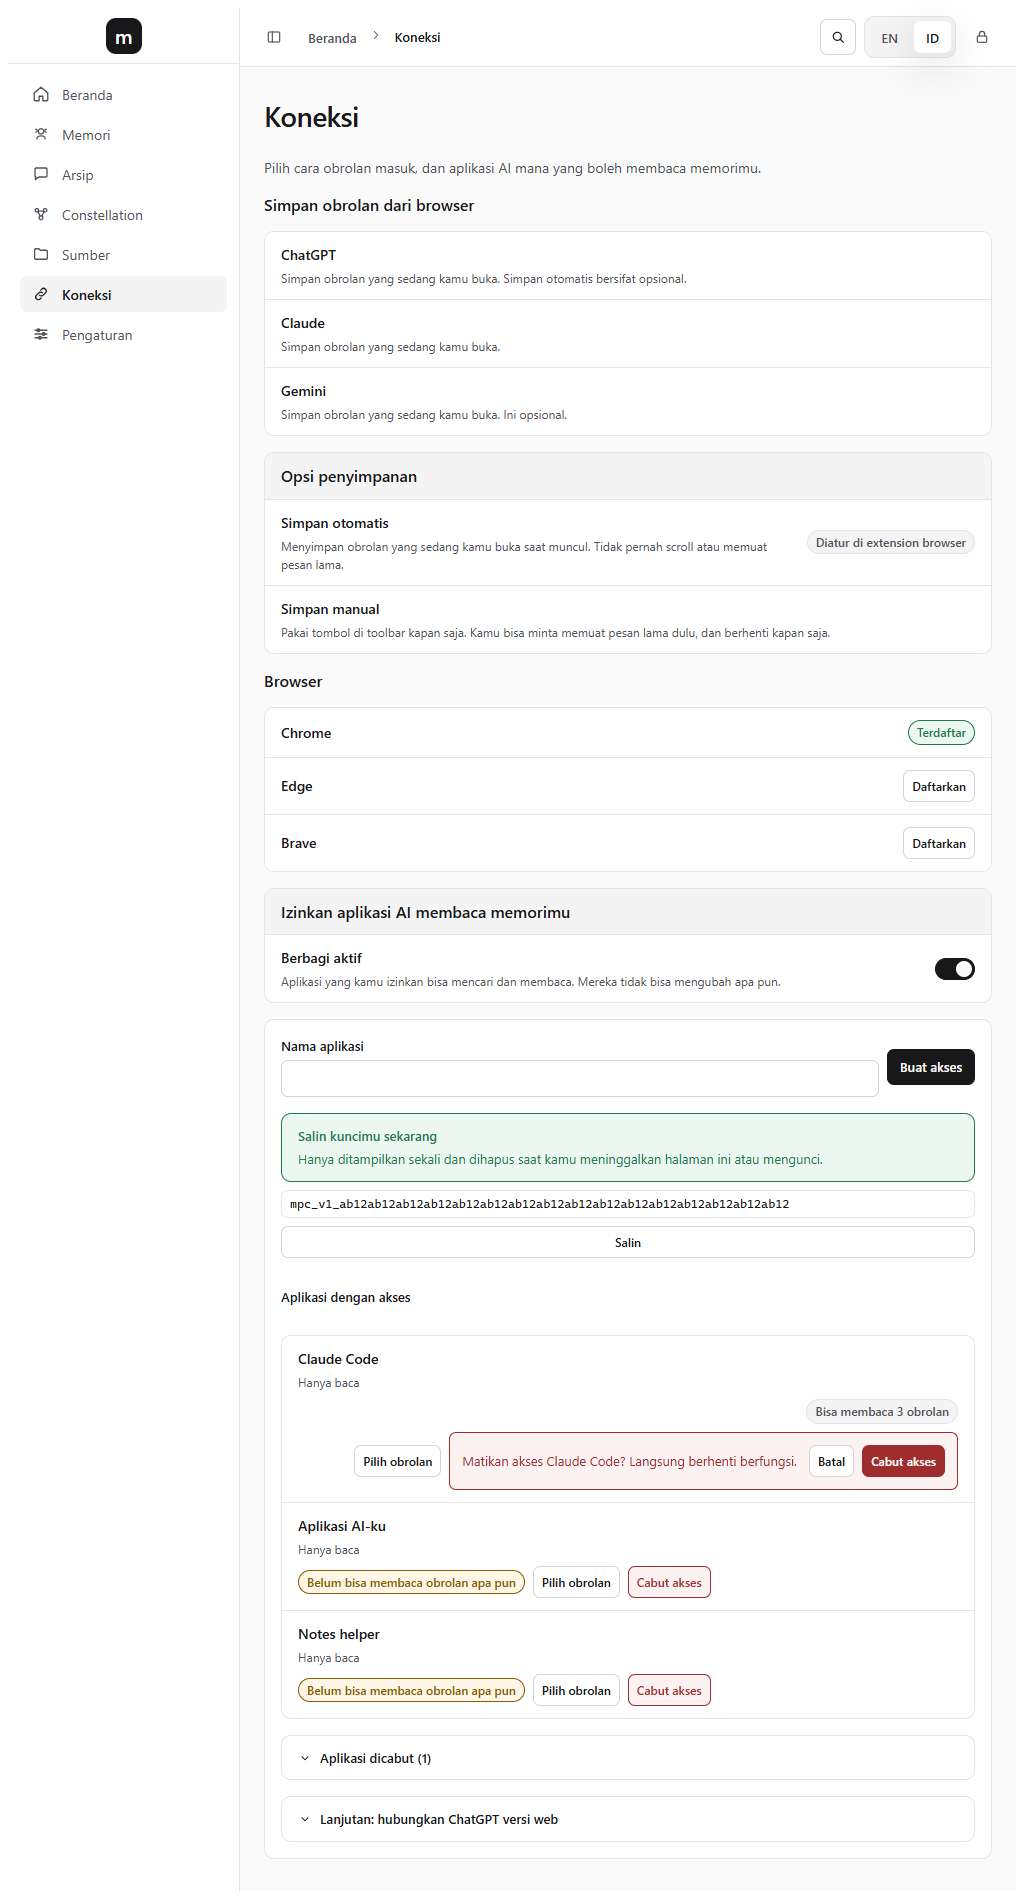 m
Beranda
Memori
Arsip
Constellation
Sumber
Koneksi
Pengaturan
Beranda > Koneksi
EN ID
Koneksi
Pilih cara obrolan masuk, dan aplikasi AI mana yang boleh membaca memorimu.
Simpan obrolan dari browser
ChatGPT
Simpan obrolan yang sedang kamu buka. Simpan otomatis bersifat opsional.
Claude
Simpan obrolan yang sedang kamu buka.
Gemini
Simpan obrolan yang sedang kamu buka. Ini opsional.
Opsi penyimpanan
Simpan otomatis
Menyimpan obrolan yang sedang kamu buka saat muncul. Tidak pernah scroll atau memuat
pesan lama.
Diatur di extension browser
Simpan manual
Pakai tombol di toolbar kapan saja. Kamu bisa minta memuat pesan lama dulu, dan berhenti kapan saja.
Browser
Chrome
Terdaftar
Edge
Daftarkan
Brave
Daftarkan
Izinkan aplikasi AI membaca memorimu
Berbagi aktif
Aplikasi yang kamu izinkan bisa mencari dan membaca. Mereka tidak bisa mengubah apa pun.
Nama aplikasi
Buat akses
Salin kuncimu sekarang
Hanya ditampilkan sekali dan dihapus saat kamu meninggalkan halaman ini atau mengunci.
mpc_v1_ab12ab12ab12ab12ab12ab12ab12ab12ab12ab12ab12ab12ab12ab12ab12ab12
Salin
Aplikasi dengan akses
Claude Code
Hanya baca
Bisa membaca 3 obrolan
Pilih obrolan
Matikan akses Claude Code? Langsung berhenti berfungsi.
Batal
Cabut akses
Aplikasi AI-ku
Hanya baca
Belum bisa membaca obrolan apa pun
Pilih obrolan
Cabut akses
Notes helper
Hanya baca
Belum bisa membaca obrolan apa pun
Pilih obrolan
Cabut akses
Aplikasi dicabut (1)
Lanjutan: hubungkan ChatGPT versi web